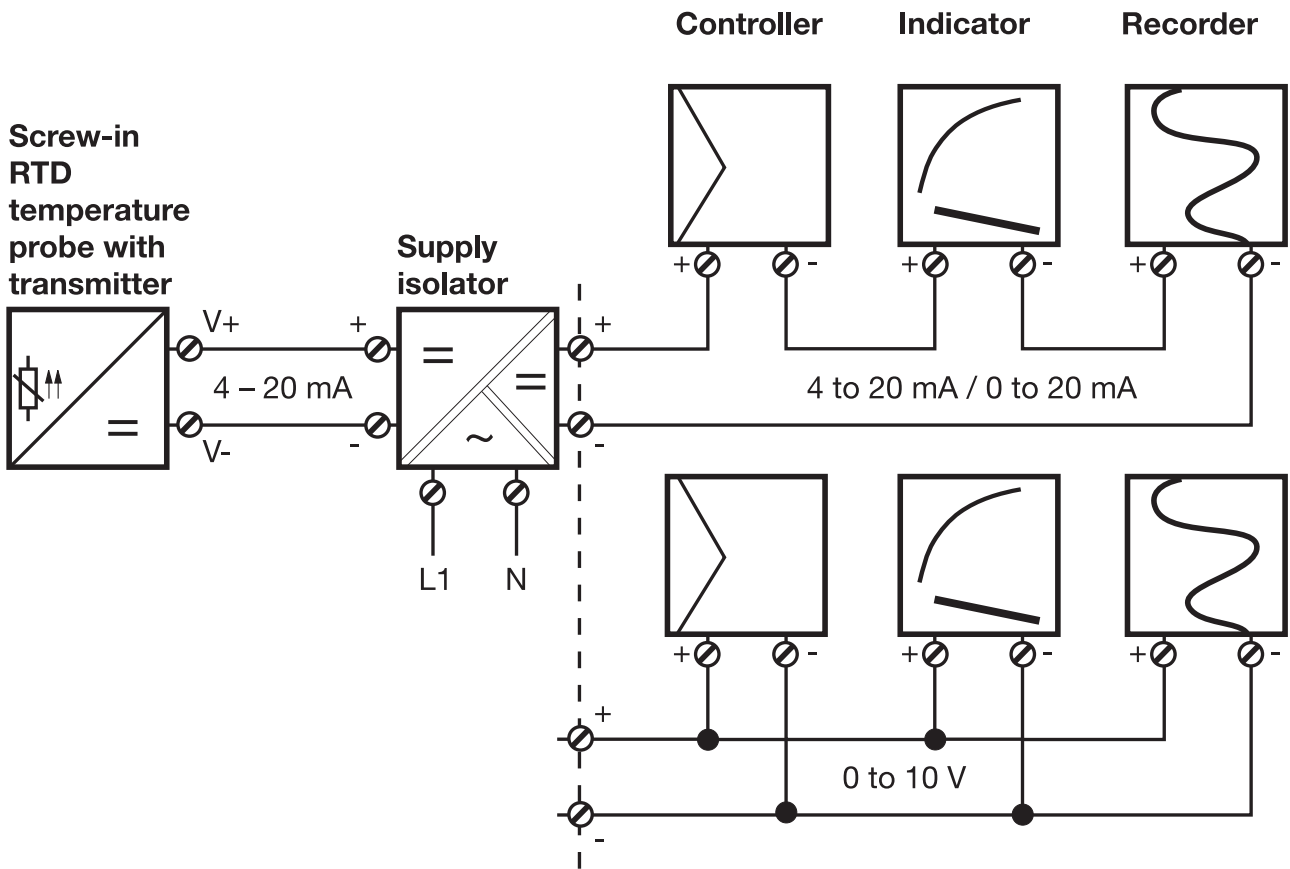 Controller
Indicator
Recorder
Screw-in
RTD
temperature
probe with
transmitter
Supply
isolator
+ -
+ -
+ -
V+
+
+
4 – 20 mA
4 to 20 mA / 0 to 20 mA
V-
-
-
~
L1
N
+ -
+ -
+ -
+
0 to 10 V
-